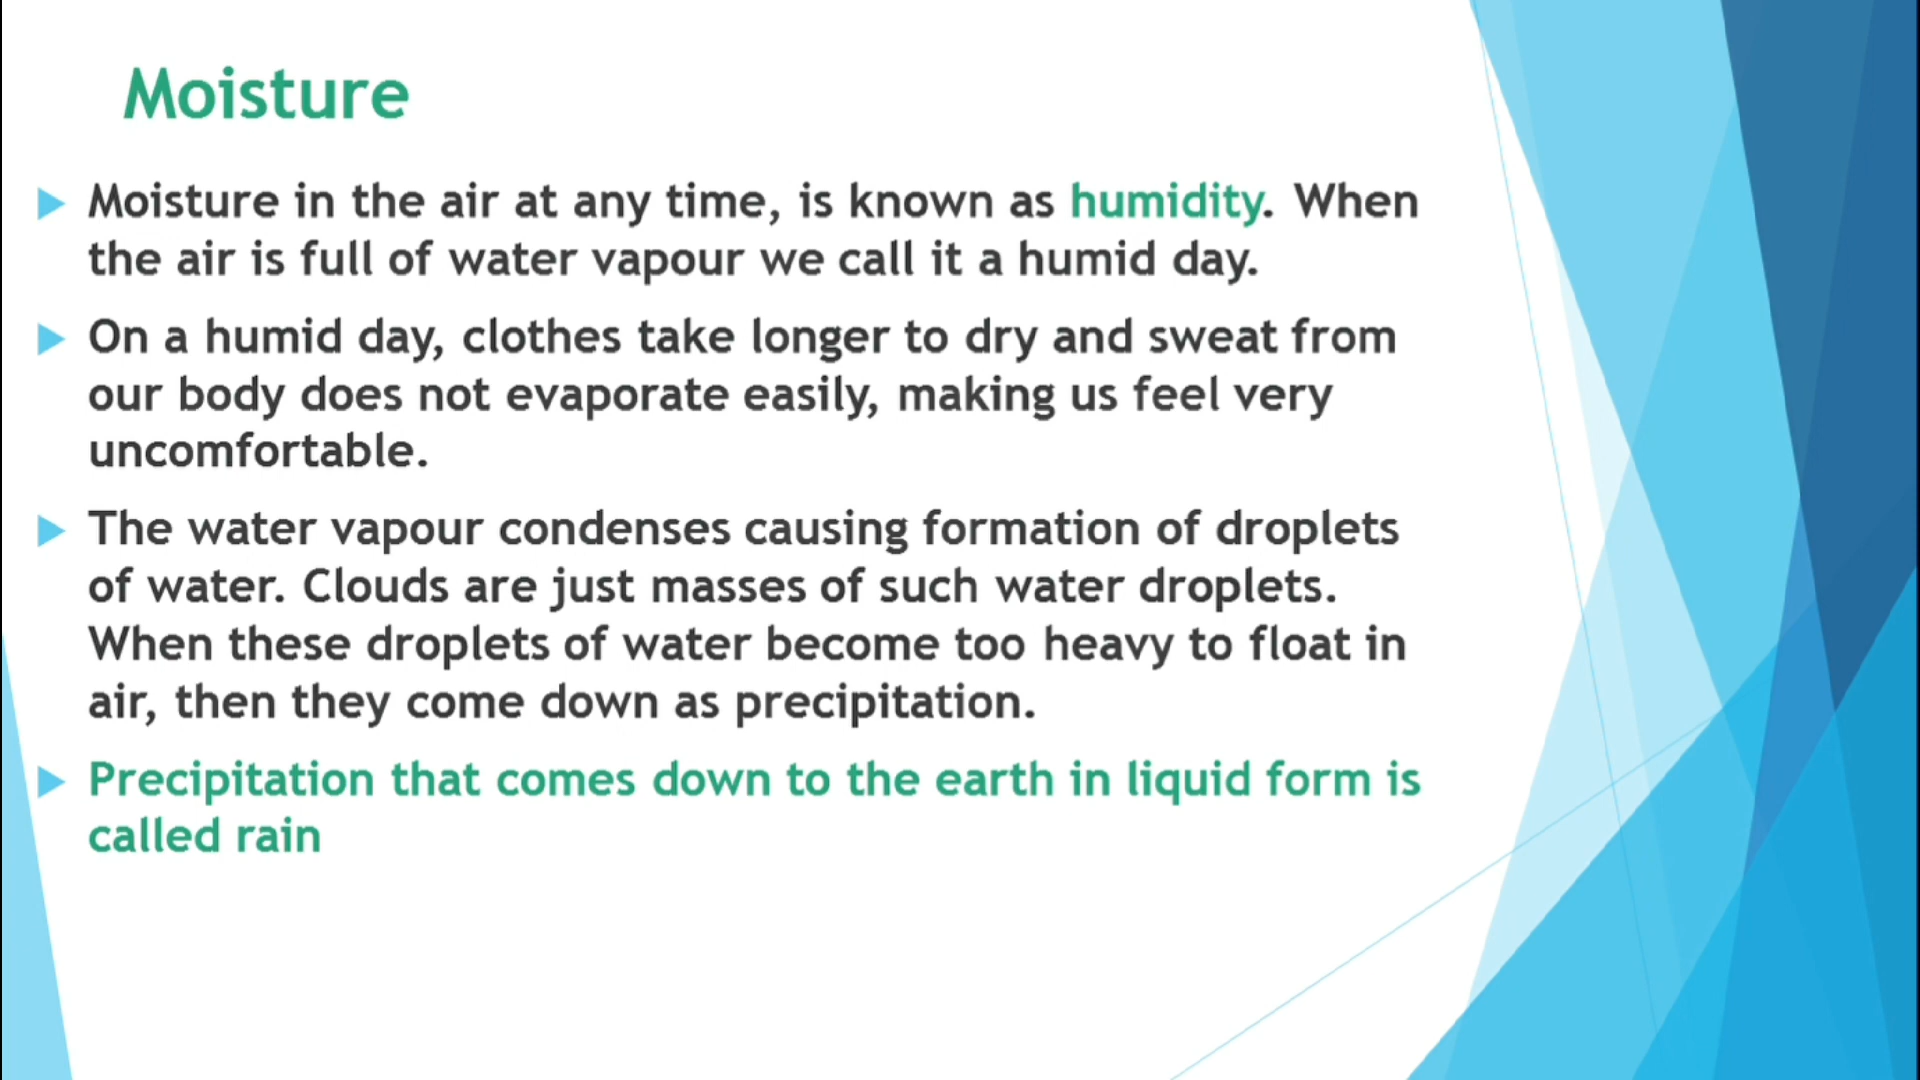 Moisture
Moisture in the air at any time, is known as humidity. When
the air is full of water vapour we call it a humid day.
On a humid day, clothes take longer to dry and sweat from
our body does not evaporate easily, making us feel very
uncomfortable.
The water vapour condenses causing formation of droplets
of water. Clouds are just masses of such water droplets.
When these droplets of water become too heavy to float in
air, then they come down as precipitation.
Precipitation that comes down to the earth in liquid form is
called rain